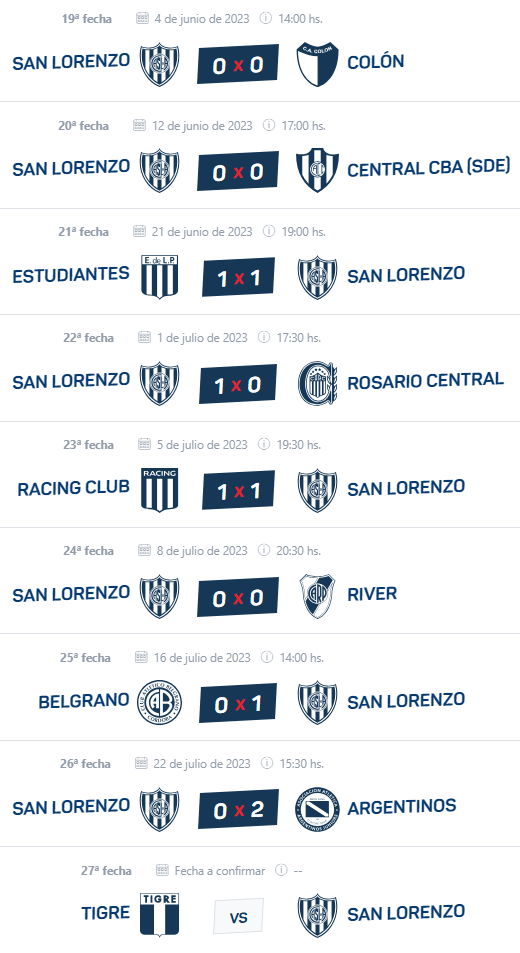 19ª fecha 4 de junio de 2023 14:00 hs.
SAN LORENZO 0 x 0 C.A. COLON COLÓN
20ª fecha 12 de junio de 2023 17:00 hs.
SAN LORENZO 0 x 0 CENTRAL CBA (SDE)
21ª fecha 21 de junio de 2023 19:00 hs.
ESTUDIANTES E. de L.P. 1 x 1 SAN LORENZO
22ª fecha 1 de julio de 2023 17:30 hs.
SAN LORENZO 1 x 0 ROSARIO CENTRAL
23ª fecha 5 de julio de 2023 19:30 hs.
RACING CLUB RACING 1 x 1 SAN LORENZO
24ª fecha 8 de julio de 2023 20:30 hs.
SAN LORENZO 0 x 0 CARP RIVER
25ª fecha 16 de julio de 2023 14:00 hs.
BELGRANO CLUB ATLETICO BELGRANO CORDOBA 0 x 1 SAN LORENZO
26ª fecha 22 de julio de 2023 15:30 hs.
SAN LORENZO 0 x 2 ARGENTINOS
27ª fecha Fecha a confirmar --
TIGRE TIGRE VS SAN LORENZO